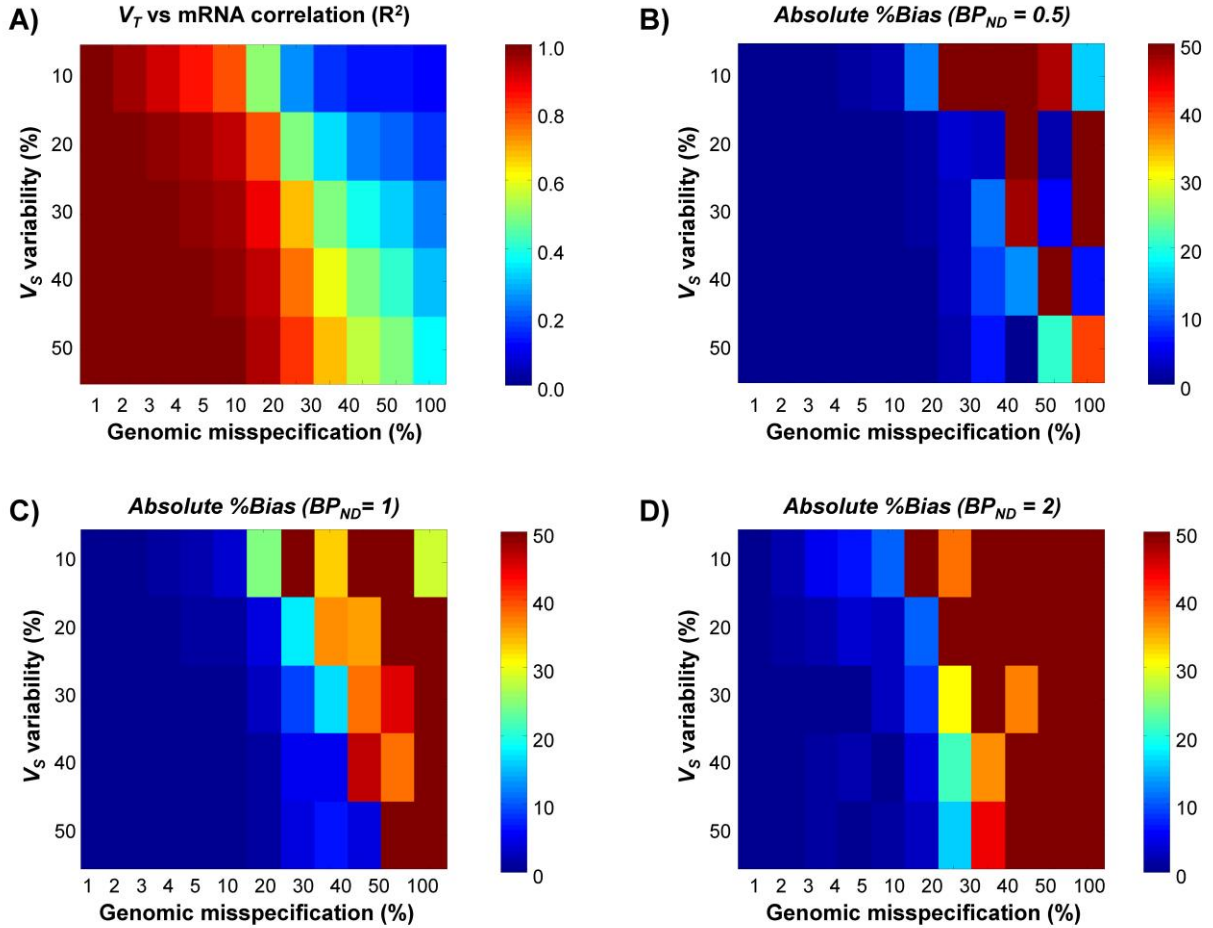 A)
V_T vs mRNA correlation (R²)
V_S variability (%)
10
20
30
40
50
1 2 3 4 5 10 20 30 40 50 100
Genomic misspecification (%)
1.0
0.8
0.6
0.4
0.2
0.0
B)
Absolute %Bias (BP_ND = 0.5)
V_S variability (%)
10
20
30
40
50
1 2 3 4 5 10 20 30 40 50 100
Genomic misspecification (%)
50
40
30
20
10
0
C)
Absolute %Bias (BP_ND = 1)
V_S variability (%)
10
20
30
40
50
1 2 3 4 5 10 20 30 40 50 100
Genomic misspecification (%)
50
40
30
20
10
0
D)
Absolute %Bias (BP_ND = 2)
V_S variability (%)
10
20
30
40
50
1 2 3 4 5 10 20 30 40 50 100
Genomic misspecification (%)
50
40
30
20
10
0